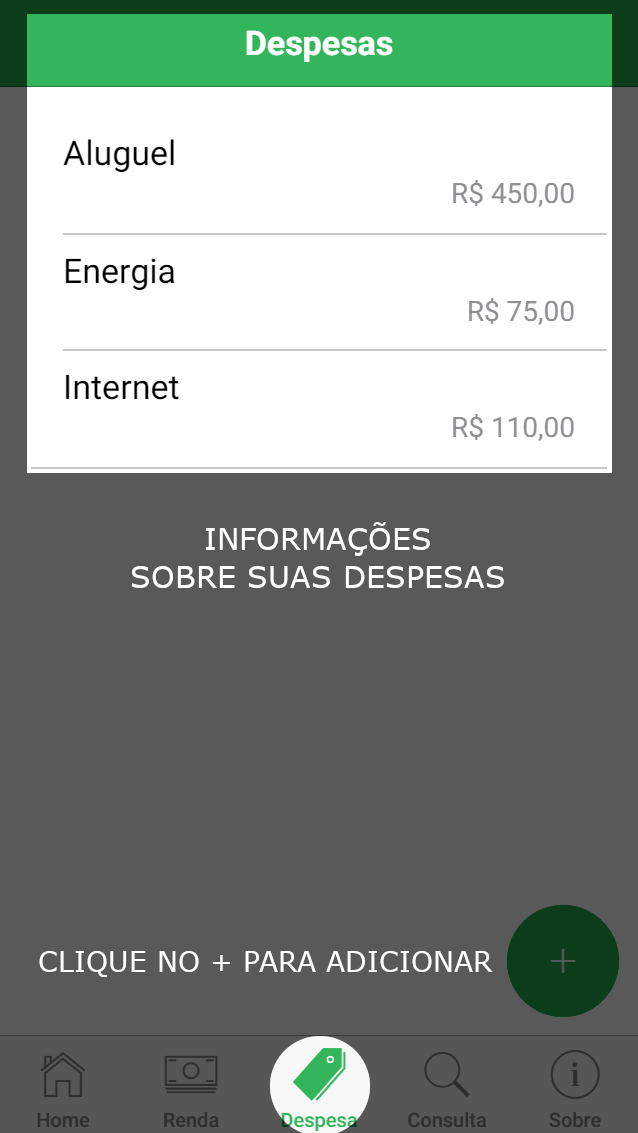 Despesas
Aluguel
R$ 450,00
Energia
R$ 75,00
Internet
R$ 110,00
INFORMAÇÕES
SOBRE SUAS DESPESAS
CLIQUE NO + PARA ADICIONAR
+
Home
Renda
Despesa
Consulta
Sobre